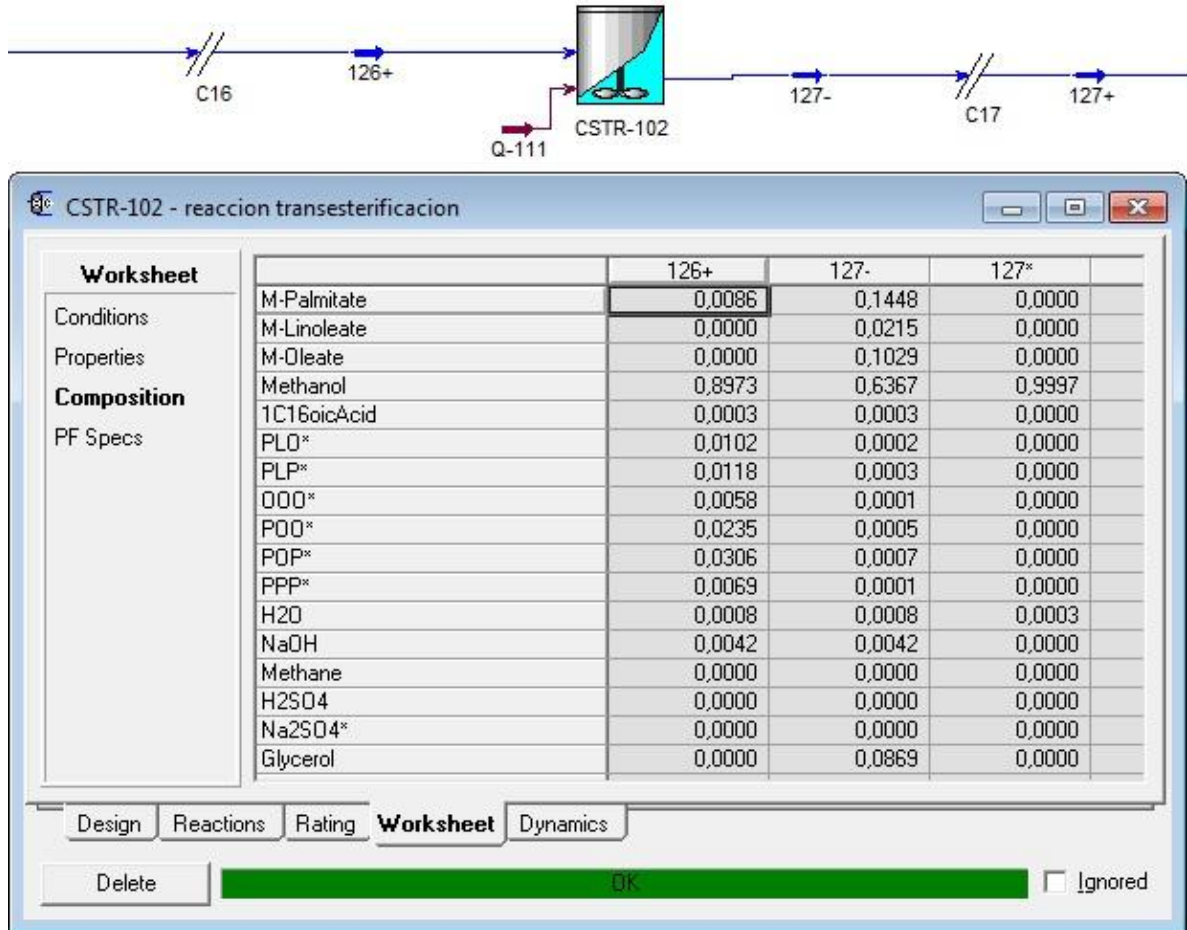 C16
126+
Q-111
CSTR-102
127-
C17
127+
CSTR-102 - reaccion transesterificacion
Worksheet
Conditions
Properties
Composition
PF Specs
126+ 127- 127*
M-Palmitate 0,0086 0,1448 0,0000
M-Linoleate 0,0000 0,0215 0,0000
M-Oleate 0,0000 0,1029 0,0000
Methanol 0,8973 0,6367 0,9997
1C16oicAcid 0,0003 0,0003 0,0000
PLO* 0,0102 0,0002 0,0000
PLP* 0,0118 0,0003 0,0000
OOO* 0,0058 0,0001 0,0000
POO* 0,0235 0,0005 0,0000
POP* 0,0306 0,0007 0,0000
PPP* 0,0069 0,0001 0,0000
H2O 0,0008 0,0008 0,0003
NaOH 0,0042 0,0042 0,0000
Methane 0,0000 0,0000 0,0000
H2SO4 0,0000 0,0000 0,0000
Na2SO4* 0,0000 0,0000 0,0000
Glycerol 0,0000 0,0869 0,0000
Design Reactions Rating Worksheet Dynamics
Delete OK Ignored